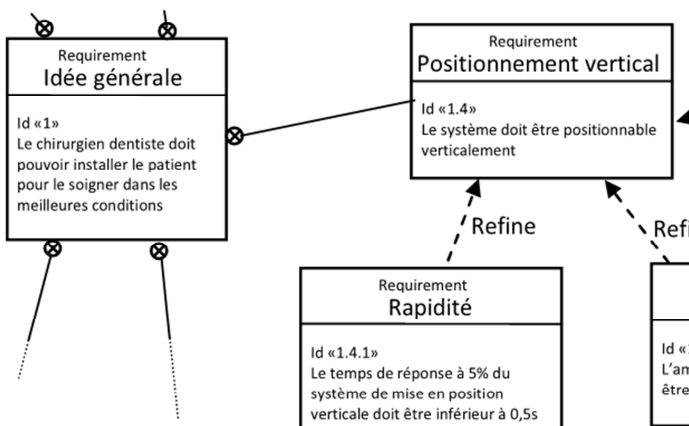 Requirement
Idée générale
Id «1»
Le chirurgien dentiste doit
pouvoir installer le patient
pour le soigner dans les
meilleures conditions
Requirement
Positionnement vertical
Id «1.4»
Le système doit être positionnable
verticalement
Refine
Requirement
Rapidité
Id «1.4.1»
Le temps de réponse à 5% du
système de mise en position
verticale doit être inférieur à 0,5s
Id
être